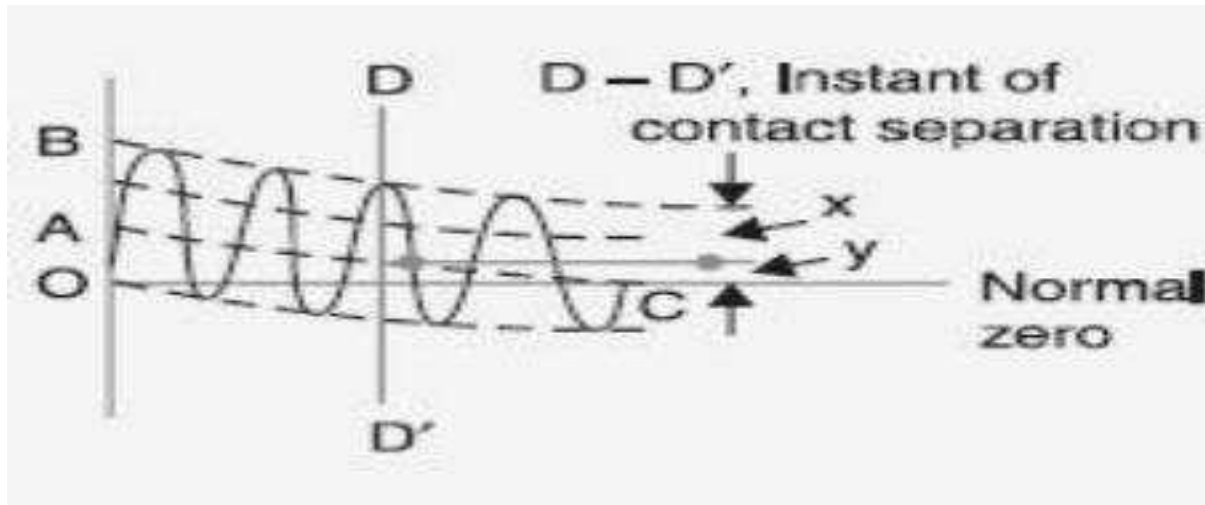 D
D – D′, Instant of
contact separation
B
x
A
y
O
C
Normal
zero
D′